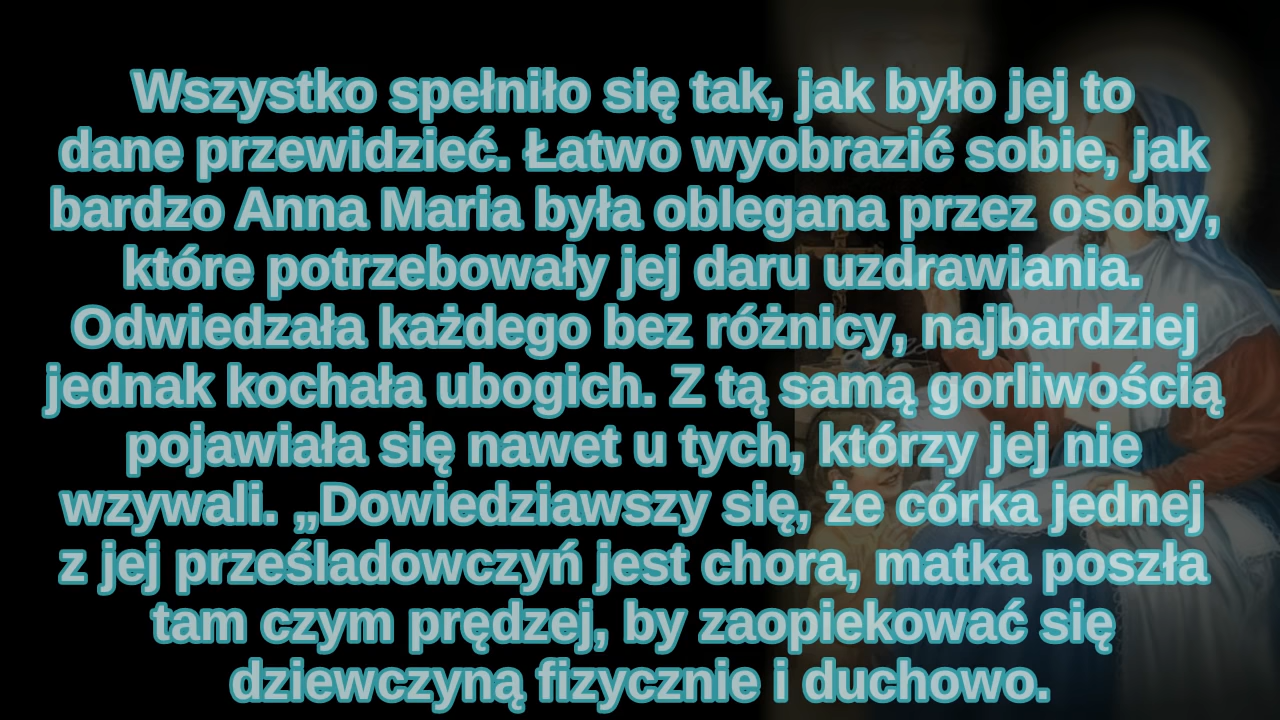 Wszystko spełniło się tak, jak było jej to
dane przewidzieć. Łatwo wyobrazić sobie, jak
bardzo Anna Maria była oblegana przez osoby,
które potrzebowały jej daru uzdrawiania.
Odwiedzała każdego bez różnicy, najbardziej
jednak kochała ubogich. Z tą samą gorliwością
pojawiała się nawet u tych, którzy jej nie
wzywali. „Dowiedziawszy się, że córka jednej
z jej prześladowczyń jest chora, matka poszła
tam czym prędzej, by zaopiekować się
dziewczyną fizycznie i duchowo.